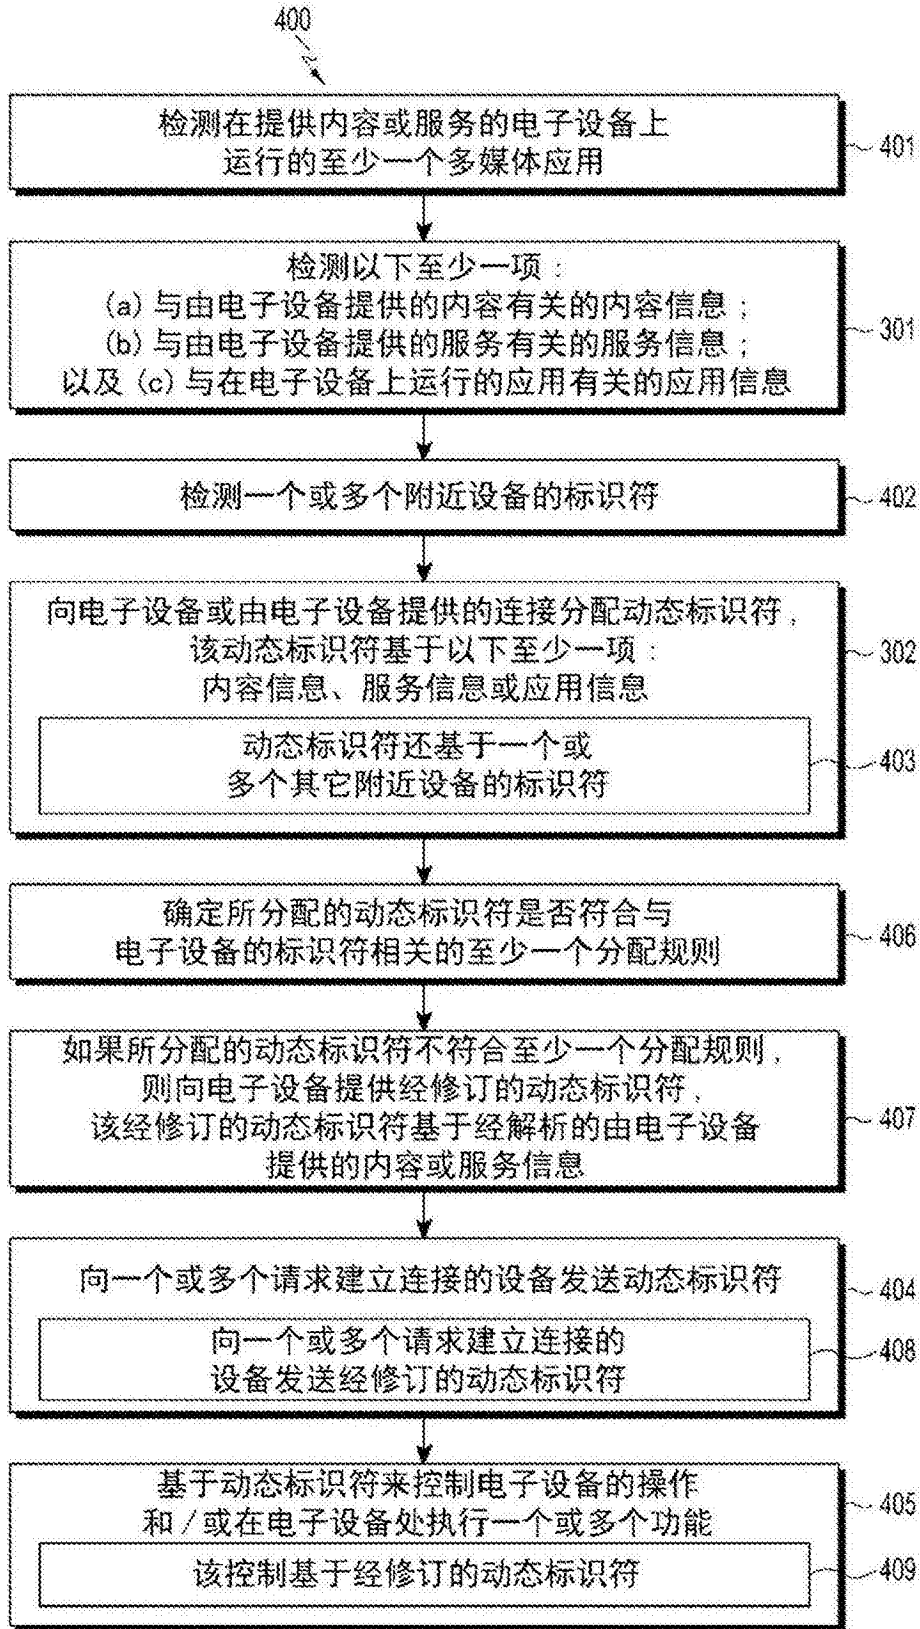 400
检测在提供内容或服务的电子设备上
运行的至少一个多媒体应用
401
检测以下至少一项：
(a)与由电子设备提供的内容有关的内容信息；
(b)与由电子设备提供的服务有关的服务信息；
以及(c)与在电子设备上运行的应用有关的应用信息
301
检测一个或多个附近设备的标识符
402
向电子设备或由电子设备提供的连接分配动态标识符，
该动态标识符基于以下至少一项：
内容信息、服务信息或应用信息
302
动态标识符还基于一个或
多个其它附近设备的标识符
403
确定所分配的动态标识符是否符合与
电子设备的标识符相关的至少一个分配规则
406
如果所分配的动态标识符不符合至少一个分配规则，
则向电子设备提供经修订的动态标识符，
该经修订的动态标识符基于经解析的由电子设备
提供的内容或服务信息
407
向一个或多个请求建立连接的设备发送动态标识符
404
向一个或多个请求建立连接的
设备发送经修订的动态标识符
408
基于动态标识符来控制电子设备的操作
和/或在电子设备处执行一个或多个功能
405
该控制基于经修订的动态标识符
409